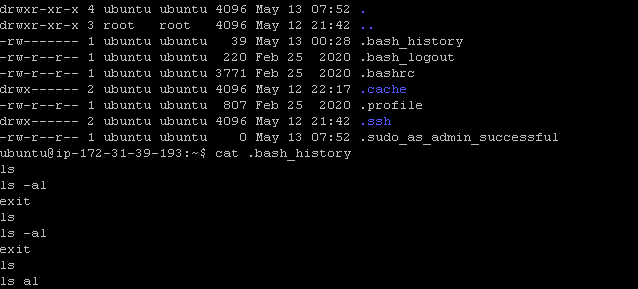 drwxr-xr-x 4 ubuntu ubuntu 4096 May 13 07:52 .
drwxr-xr-x 3 root   root   4096 May 12 21:42 ..
-rw------- 1 ubuntu ubuntu   39 May 13 00:28 .bash_history
-rw-r--r-- 1 ubuntu ubuntu  220 Feb 25  2020 .bash_logout
-rw-r--r-- 1 ubuntu ubuntu 3771 Feb 25  2020 .bashrc
drwx------ 2 ubuntu ubuntu 4096 May 12 22:17 .cache
-rw-r--r-- 1 ubuntu ubuntu  807 Feb 25  2020 .profile
drwx------ 2 ubuntu ubuntu 4096 May 12 21:42 .ssh
-rw-r--r-- 1 ubuntu ubuntu    0 May 13 07:52 .sudo_as_admin_successful
ubuntu@ip-172-31-39-193:~$ cat .bash_history
ls
ls -al
exit
ls
ls -al
exit
ls
ls al